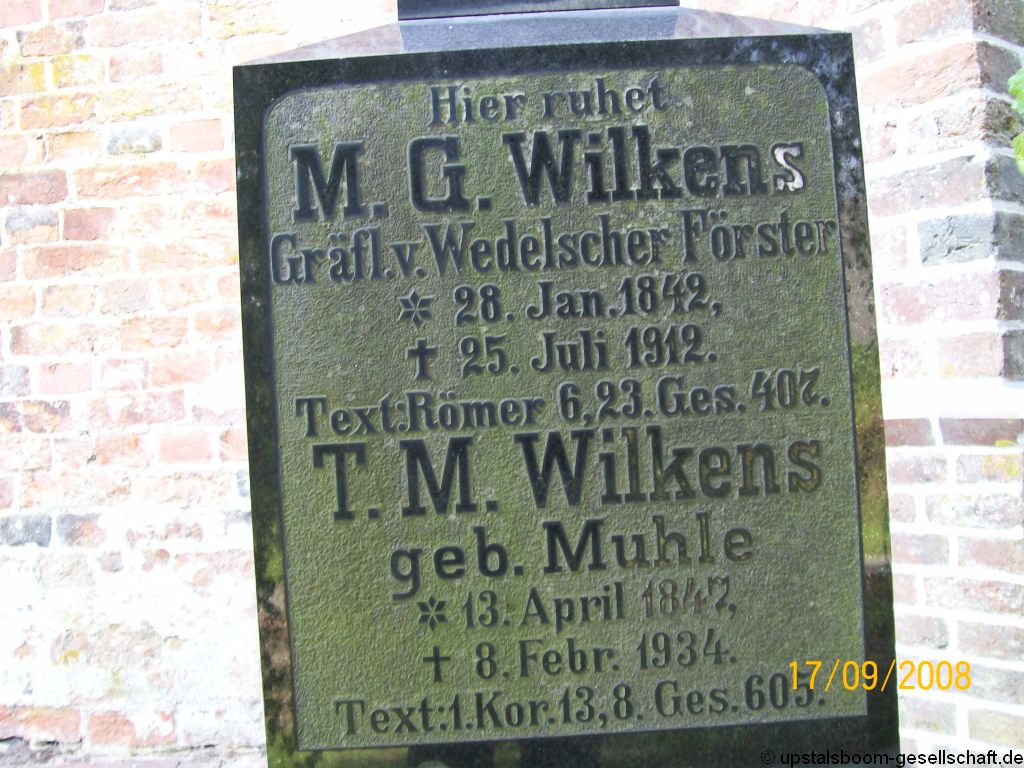 Hier ruhet
M. G. Wilkens
Gräfl. v. Wedelscher Förster
* 28. Jan. 1842,
† 25. Juli 1912.
Text: Römer 6, 23. Ges. 407.
T. M. Wilkens
geb. Muhle
* 13. April 1847,
† 8. Febr. 1934.
Text: 1. Kor. 13, 8. Ges. 605.
17/09/2008
© upstalsboom-gesellschaft.de